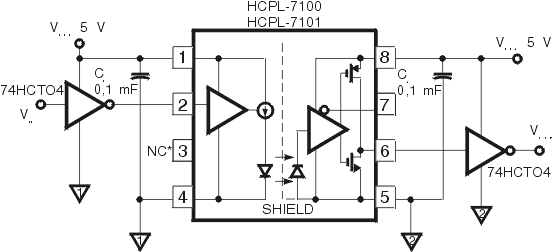 HCPL-7100
HCPL-7101
V... 5 V
V... 5 V
1
8
C,
0,1 mF
C,
0,1 mF
74HCTO4
2
7
V,,
V...
NC*
3
6
4
5
74HCTO4
SHIELD
1
2
1
2